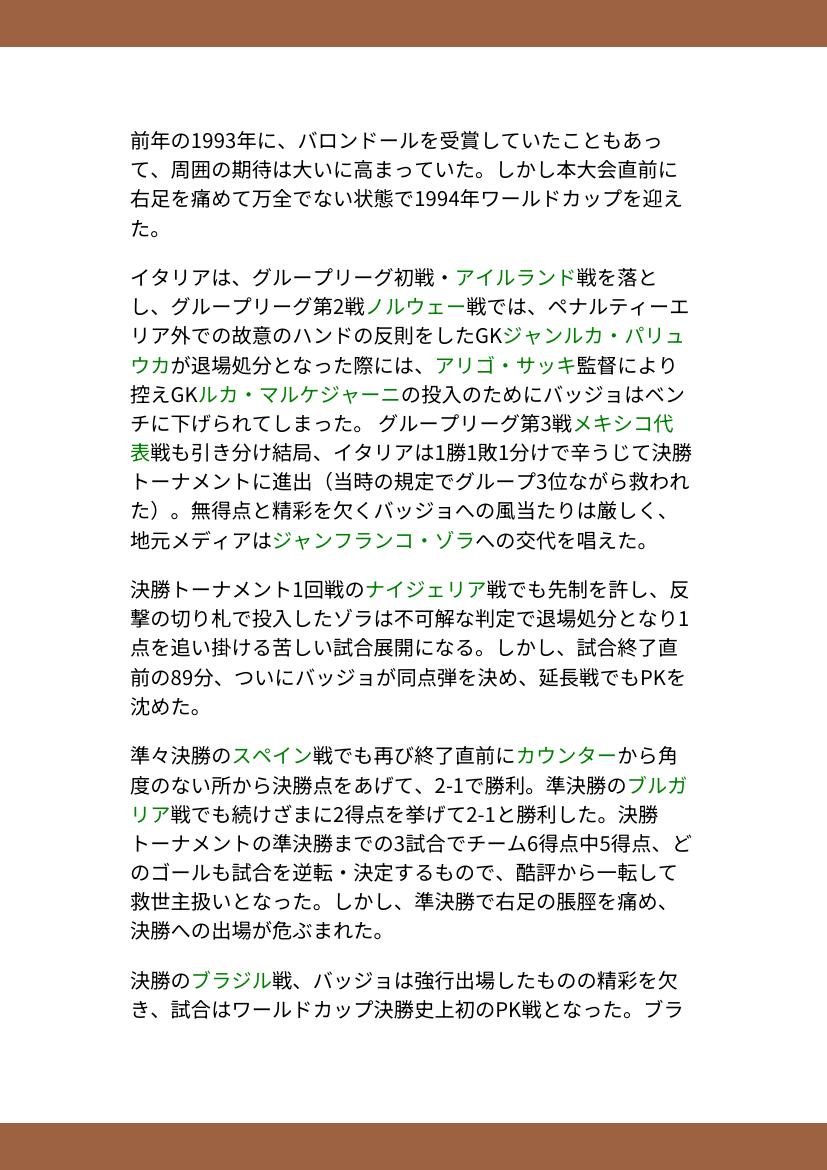 前年の1993年に、バロンドールを受賞していたこともあっ
て、周囲の期待は大いに高まっていた。しかし本大会直前に
右足を痛めて万全でない状態で1994年ワールドカップを迎え
た。
イタリアは、グループリーグ初戦・アイルランド戦を落と
し、グループリーグ第2戦ノルウェー戦では、ペナルティーエ
リア外での故意のハンドの反則をしたGKジャンルカ・パリュ
ウカが退場処分となった際には、アリゴ・サッキ監督により
控えGKルカ・マルケジャーニの投入のためにバッジョはベン
チに下げられてしまった。 グループリーグ第3戦メキシコ代
表戦も引き分け結局、イタリアは1勝1敗1分けで辛うじて決勝
トーナメントに進出（当時の規定でグループ3位ながら救われ
た）。無得点と精彩を欠くバッジョへの風当たりは厳しく、
地元メディアはジャンフランコ・ゾラへの交代を唱えた。
決勝トーナメント1回戦のナイジェリア戦でも先制を許し、反
撃の切り札で投入したゾラは不可解な判定で退場処分となり1
点を追い掛ける苦しい試合展開になる。しかし、試合終了直
前の89分、ついにバッジョが同点弾を決め、延長戦でもPKを
沈めた。
準々決勝のスペイン戦でも再び終了直前にカウンターから角
度のない所から決勝点をあげて、2-1で勝利。準決勝のブルガ
リア戦でも続けざまに2得点を挙げて2-1と勝利した。決勝
トーナメントの準決勝までの3試合でチーム6得点中5得点、ど
のゴールも試合を逆転・決定するもので、酷評から一転して
救世主扱いとなった。しかし、準決勝で右足の脹脛を痛め、
決勝への出場が危ぶまれた。
決勝のブラジル戦、バッジョは強行出場したものの精彩を欠
き、試合はワールドカップ決勝史上初のPK戦となった。ブラ